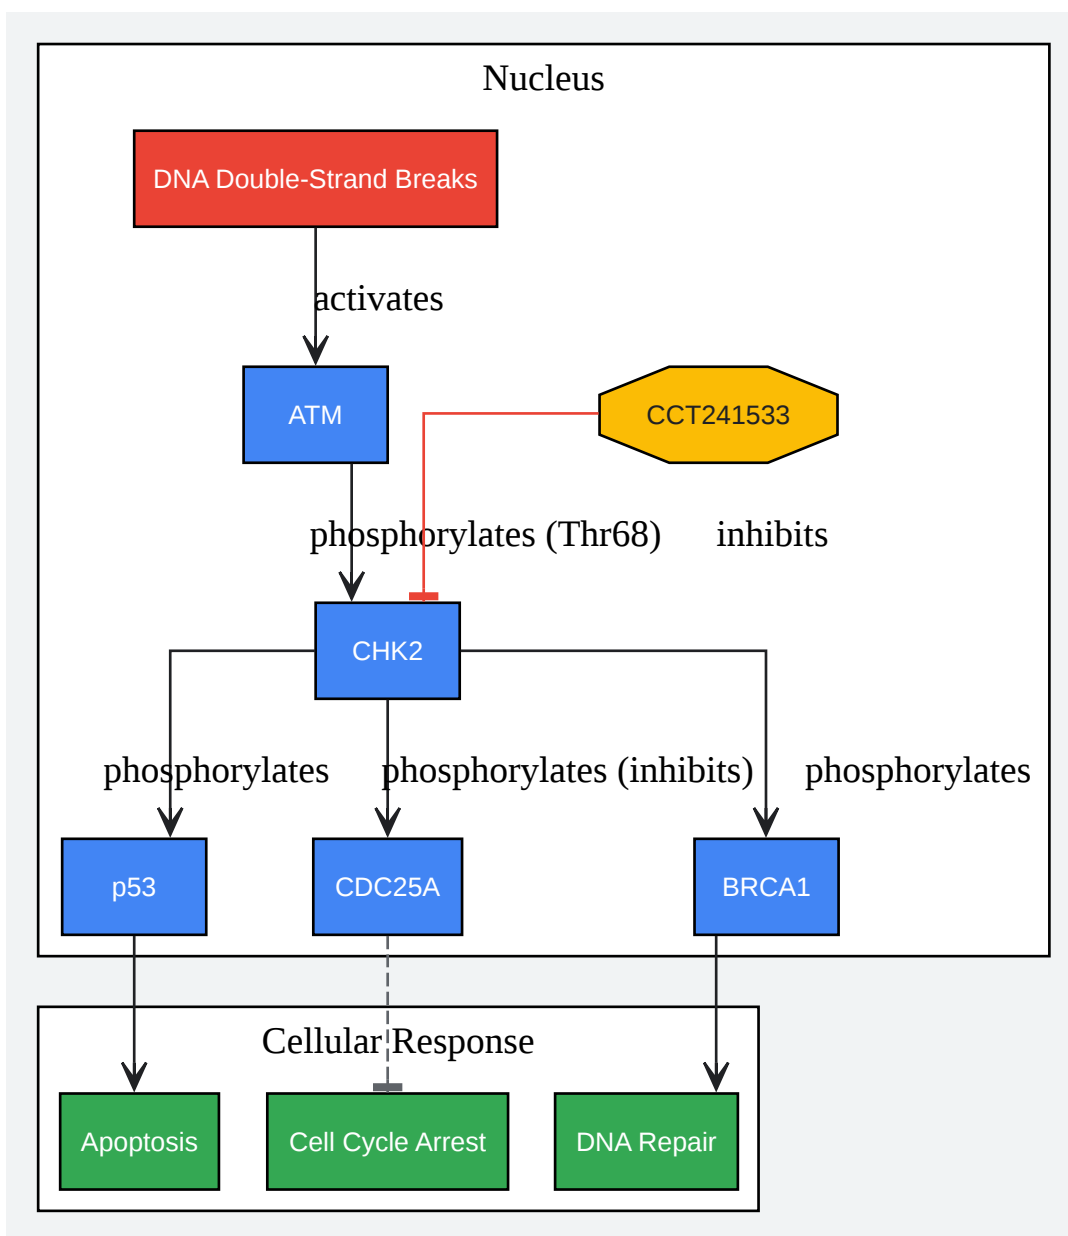 Nucleus
DNA Double-Strand Breaks
activates
ATM
CCT241533
phosphorylates (Thr68)
inhibits
CHK2
phosphorylates
phosphorylates (inhibits)
phosphorylates
p53
CDC25A
BRCA1
Cellular Response
Apoptosis
Cell Cycle Arrest
DNA Repair